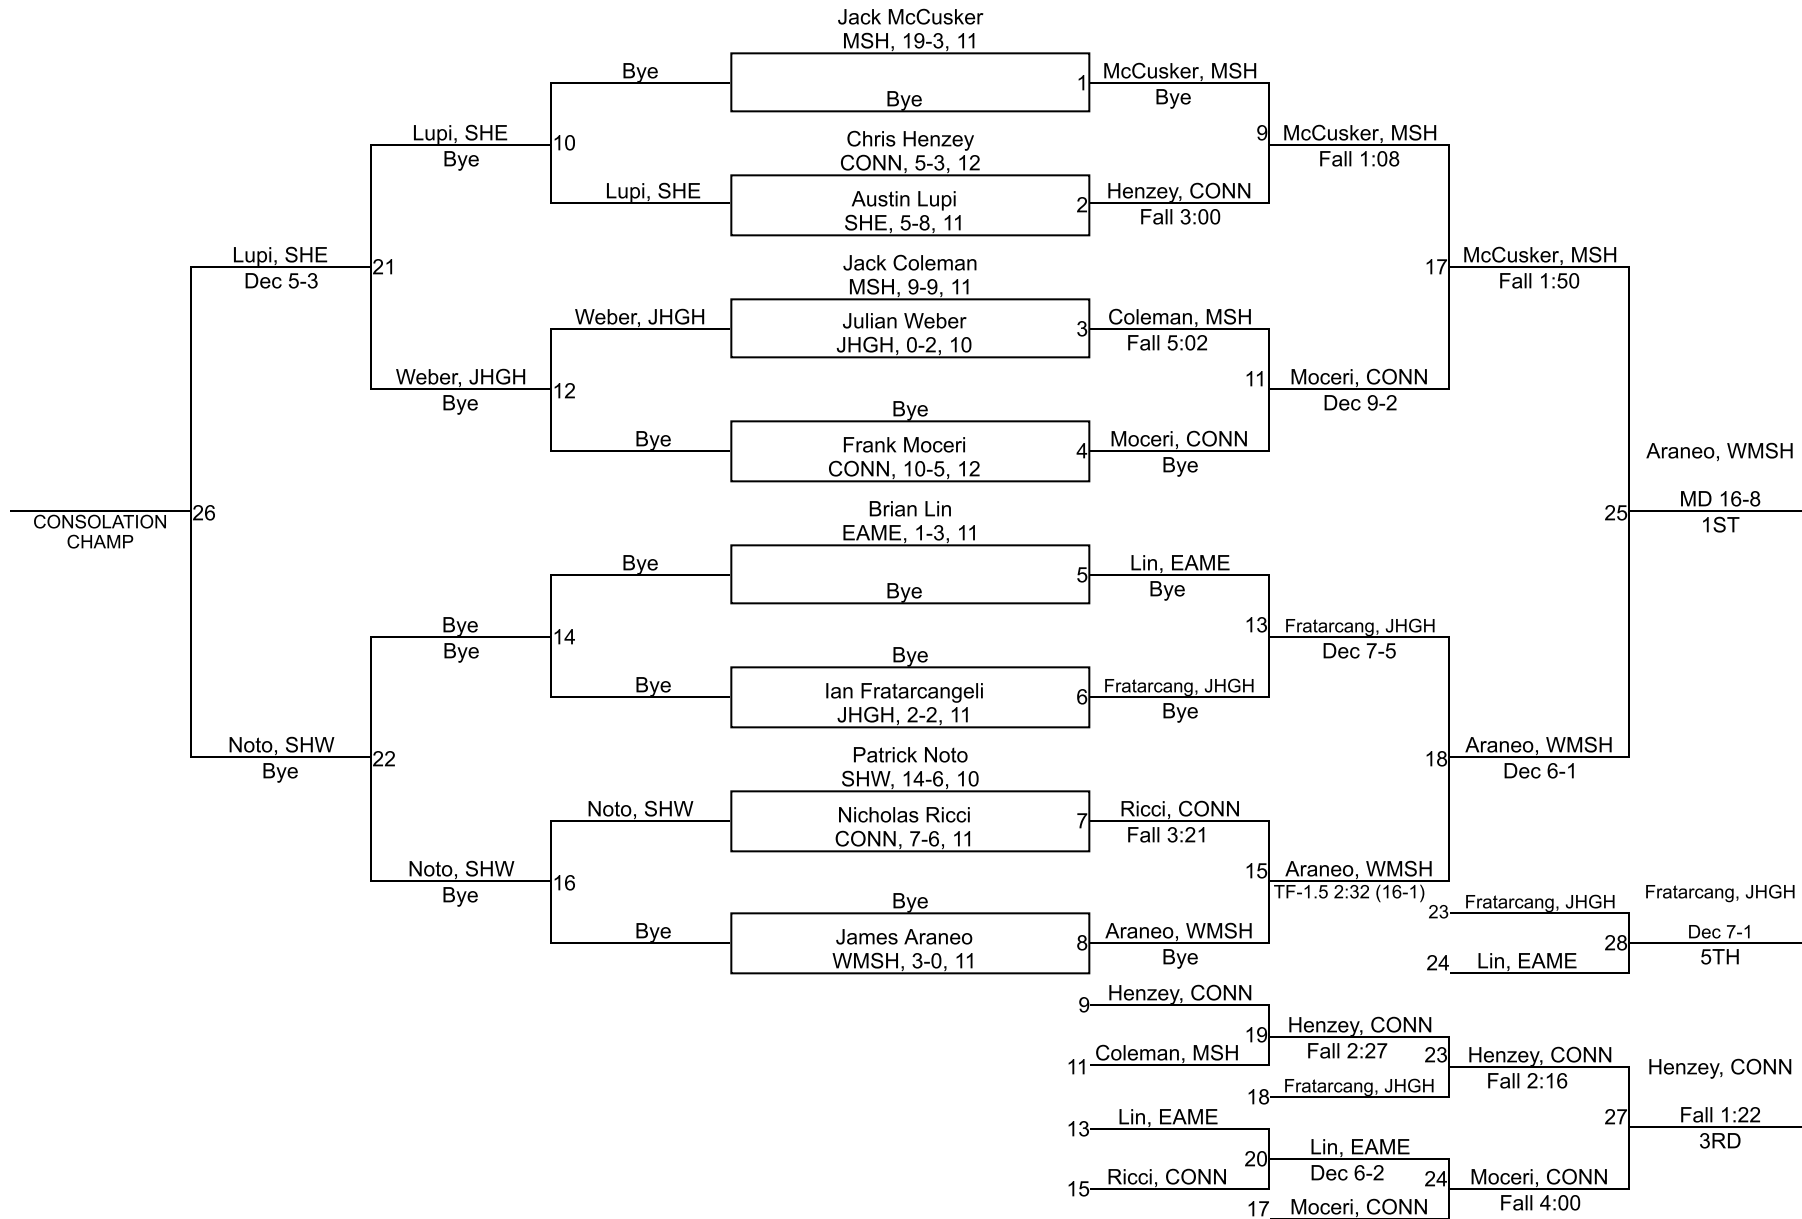 Jack McCusker
MSH, 19-3, 11
Bye
1
McCusker, MSH
Bye
Bye
Lupi, SHE
Bye
10
Chris Henzey
CONN, 5-3, 12
9
McCusker, MSH
Fall 1:08
Lupi, SHE
Austin Lupi
SHE, 5-8, 11
2
Henzey, CONN
Fall 3:00
Lupi, SHE
Dec 5-3
21
Jack Coleman
MSH, 9-9, 11
17
McCusker, MSH
Fall 1:50
Weber, JHGH
Julian Weber
JHGH, 0-2, 10
3
Coleman, MSH
Fall 5:02
Weber, JHGH
Bye
12
11
Moceri, CONN
Dec 9-2
Bye
Bye
Frank Moceri
CONN, 10-5, 12
4
Moceri, CONN
Bye
Araneo, WMSH
MD 16-8
1ST
25
CONSOLATION
CHAMP
26
Brian Lin
EAME, 1-3, 11
Bye
Bye
5
Lin, EAME
Bye
Bye
Bye
14
13
Fratarcang, JHGH
Dec 7-5
Bye
Bye
Ian Fratarcangeli
JHGH, 2-2, 11
6
Fratarcang, JHGH
Bye
Noto, SHW
Bye
22
Patrick Noto
SHW, 14-6, 10
18
Araneo, WMSH
Dec 6-1
Noto, SHW
Nicholas Ricci
CONN, 7-6, 11
7
Ricci, CONN
Fall 3:21
Noto, SHW
Bye
16
15
Araneo, WMSH
TF-1.5 2:32 (16-1)
Bye
Bye
James Araneo
WMSH, 3-0, 11
8
Araneo, WMSH
Bye
23
Fratarcang, JHGH
24
Lin, EAME
28
Fratarcang, JHGH
Dec 7-1
5TH
9
Henzey, CONN
11
Coleman, MSH
19
Henzey, CONN
Fall 2:27
18
Fratarcang, JHGH
23
Henzey, CONN
Fall 2:16
Henzey, CONN
Fall 1:22
3RD
27
13
Lin, EAME
15
Ricci, CONN
20
Lin, EAME
Dec 6-2
17
Moceri, CONN
24
Moceri, CONN
Fall 4:00